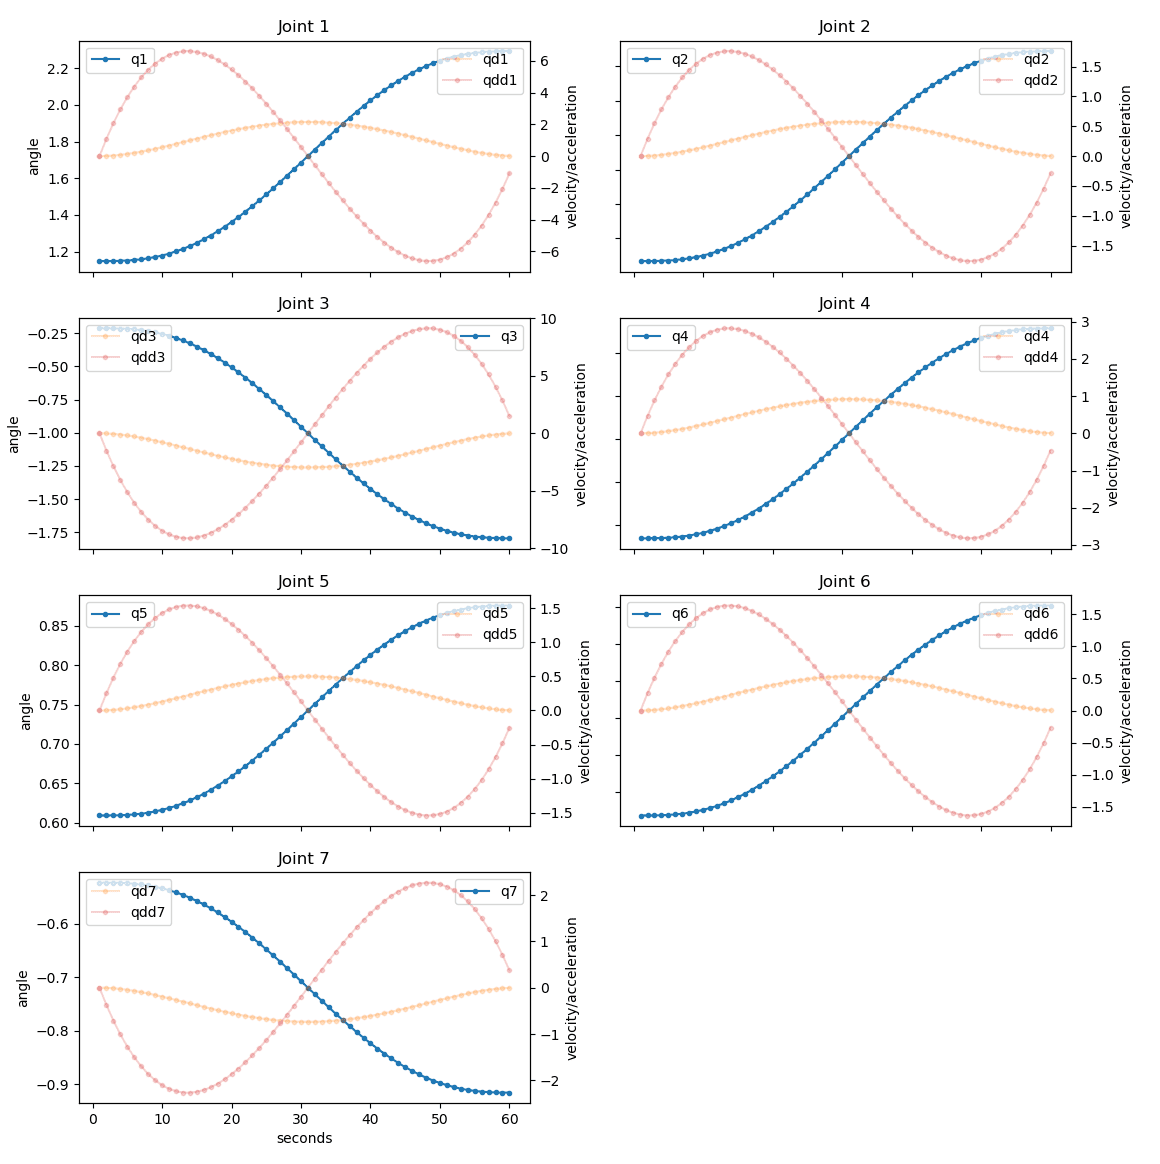 Joint 1
q1
qd1
qdd1
2.2
2.0
1.8
1.6
1.4
1.2
angle
6
4
2
0
−2
−4
−6
velocity/acceleration
Joint 2
q2
qd2
qdd2
1.5
1.0
0.5
0.0
−0.5
−1.0
−1.5
velocity/acceleration
Joint 3
qd3
qdd3
q3
−0.25
−0.50
−0.75
−1.00
−1.25
−1.50
−1.75
angle
10
5
0
−5
−10
velocity/acceleration
Joint 4
q4
qd4
qdd4
3
2
1
0
−1
−2
−3
velocity/acceleration
Joint 5
q5
qd5
qdd5
0.85
0.80
0.75
0.70
0.65
0.60
angle
1.5
1.0
0.5
0.0
−0.5
−1.0
−1.5
velocity/acceleration
Joint 6
q6
qd6
qdd6
1.5
1.0
0.5
0.0
−0.5
−1.0
−1.5
velocity/acceleration
Joint 7
qd7
qdd7
q7
−0.6
−0.7
−0.8
−0.9
angle
2
1
0
−1
−2
velocity/acceleration
0 10 20 30 40 50 60
seconds